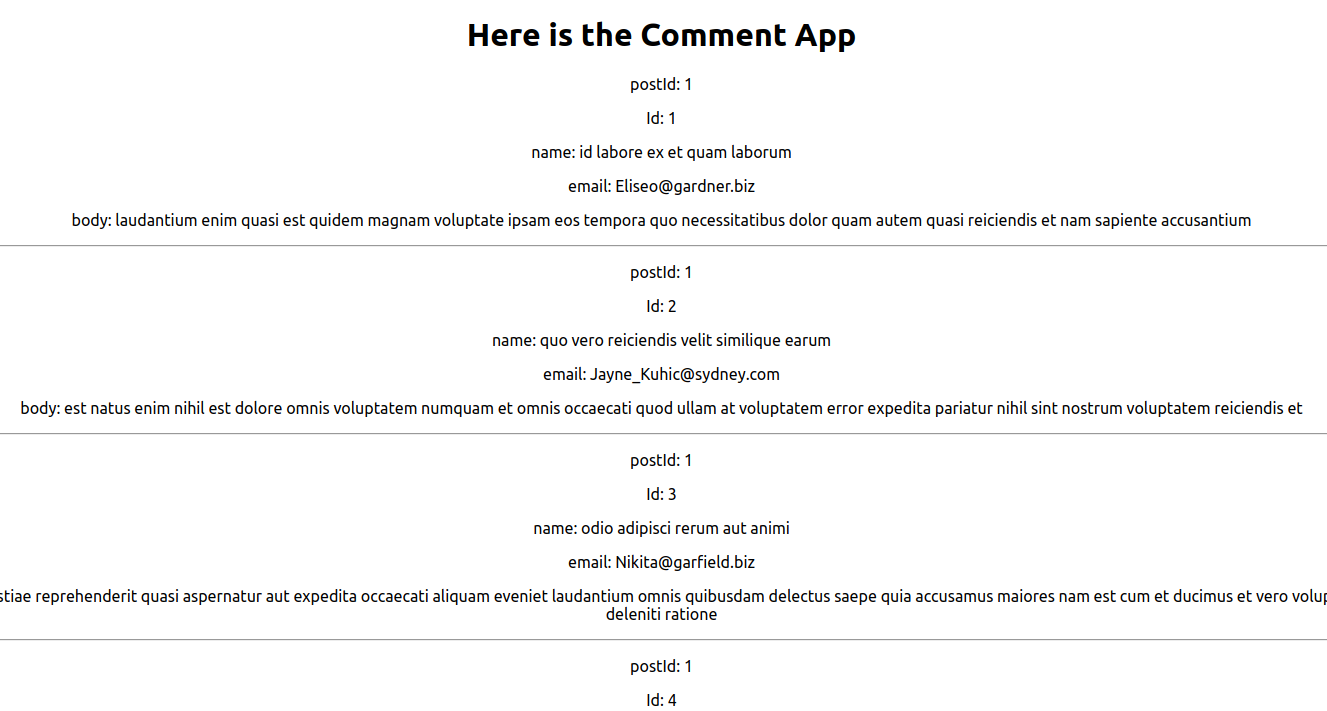 Here is the Comment App
postId: 1
Id: 1
name: id labore ex et quam laborum
email: Eliseo@gardner.biz
body: laudantium enim quasi est quidem magnam voluptate ipsam eos tempora quo necessitatibus dolor quam autem quasi reiciendis et nam sapiente accusantium
postId: 1
Id: 2
name: quo vero reiciendis velit similique earum
email: Jayne_Kuhic@sydney.com
body: est natus enim nihil est dolore omnis voluptatem numquam et omnis occaecati quod ullam at voluptatem error expedita pariatur nihil sint nostrum voluptatem reiciendis et
postId: 1
Id: 3
name: odio adipisci rerum aut animi
email: Nikita@garfield.biz
reprehenderit quasi aspernatur aut expedita occaecati aliquam eveniet laudantium omnis quibusdam delectus saepe quia accusamus maiores nam est cum et ducimus et vero
deleniti ratione
postId: 1
Id: 4